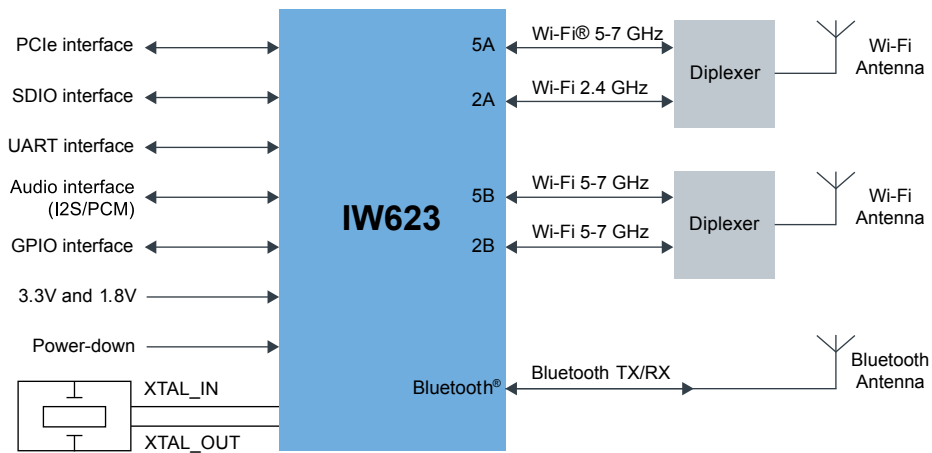 PCIe interface
SDIO interface
UART interface
Audio interface
(I2S/PCM)
GPIO interface
3.3V and 1.8V
Power-down
XTAL_IN
XTAL_OUT
IW623
5A
2A
5B
2B
Bluetooth®
Wi-Fi® 5-7 GHz
Wi-Fi 2.4 GHz
Diplexer
Wi-Fi
Antenna
Wi-Fi 5-7 GHz
Wi-Fi 5-7 GHz
Diplexer
Wi-Fi
Antenna
Bluetooth TX/RX
Bluetooth
Antenna